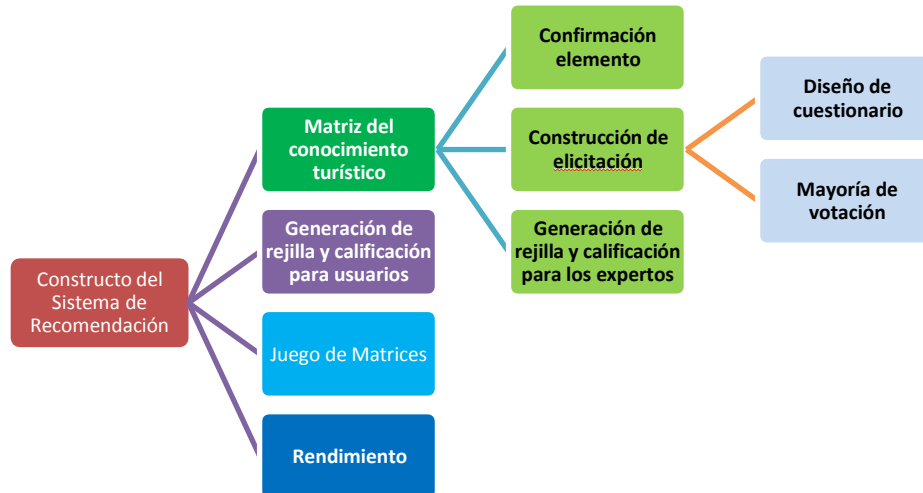 Constructo del
Sistema de
Recomendación
Matriz del
conocimiento
turístico
Generación de
rejilla y calificación
para usuarios
Juego de Matrices
Rendimiento
Confirmación
elemento
Construcción de
elicitación
Generación de
rejilla y calificación
para los expertos
Diseño de
cuestionario
Mayoría de
votación